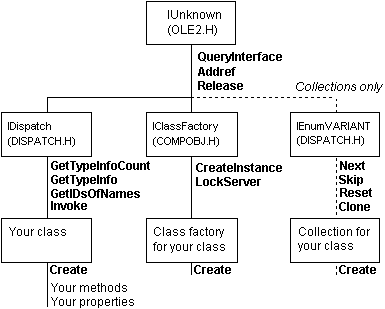 IUnknown
(OLE2.H)
QueryInterface
Addref
Release
Collections only
IDispatch
(DISPATCH.H)
IClassFactory
(COMPOBJ.H)
IEnumVARIANT
(DISPATCH.H)
GetTypeInfoCount
GetTypeInfo
GetIDsOfNames
Invoke
CreateInstance
LockServer
Next
Skip
Reset
Clone
Your class
Class factory
for your class
Collection for
your class
Create
Create
Create
Your methods
Your properties